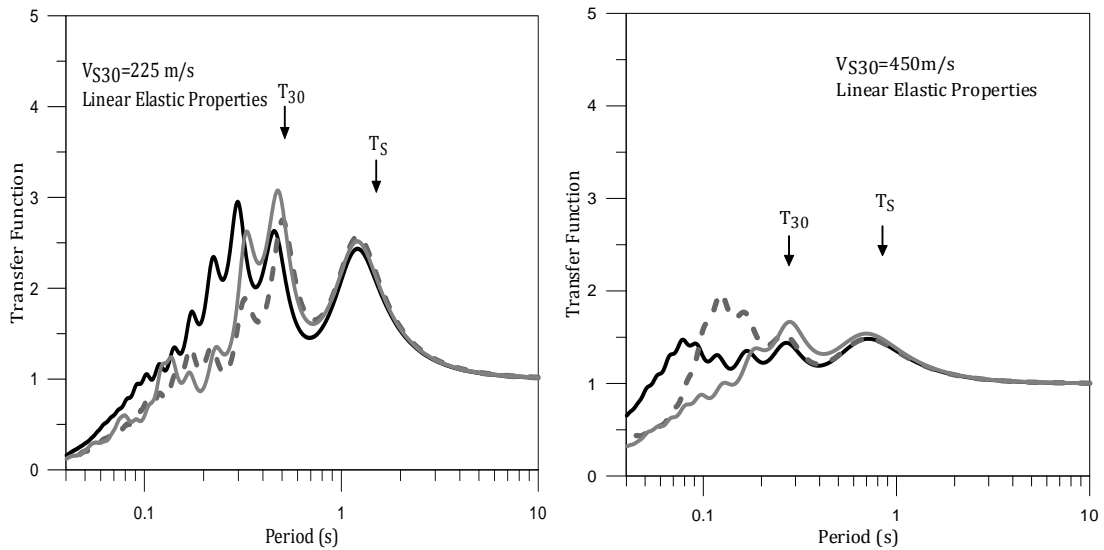 5
4
3
2
1
0
Transfer Function
V_S30=225 m/s
Linear Elastic Properties
T_30
T_S
0.1
1
10
Period (s)
5
4
3
2
1
0
Transfer Function
V_S30=450m/s
Linear Elastic Properties
T_30
T_S
0.1
1
10
Period (s)